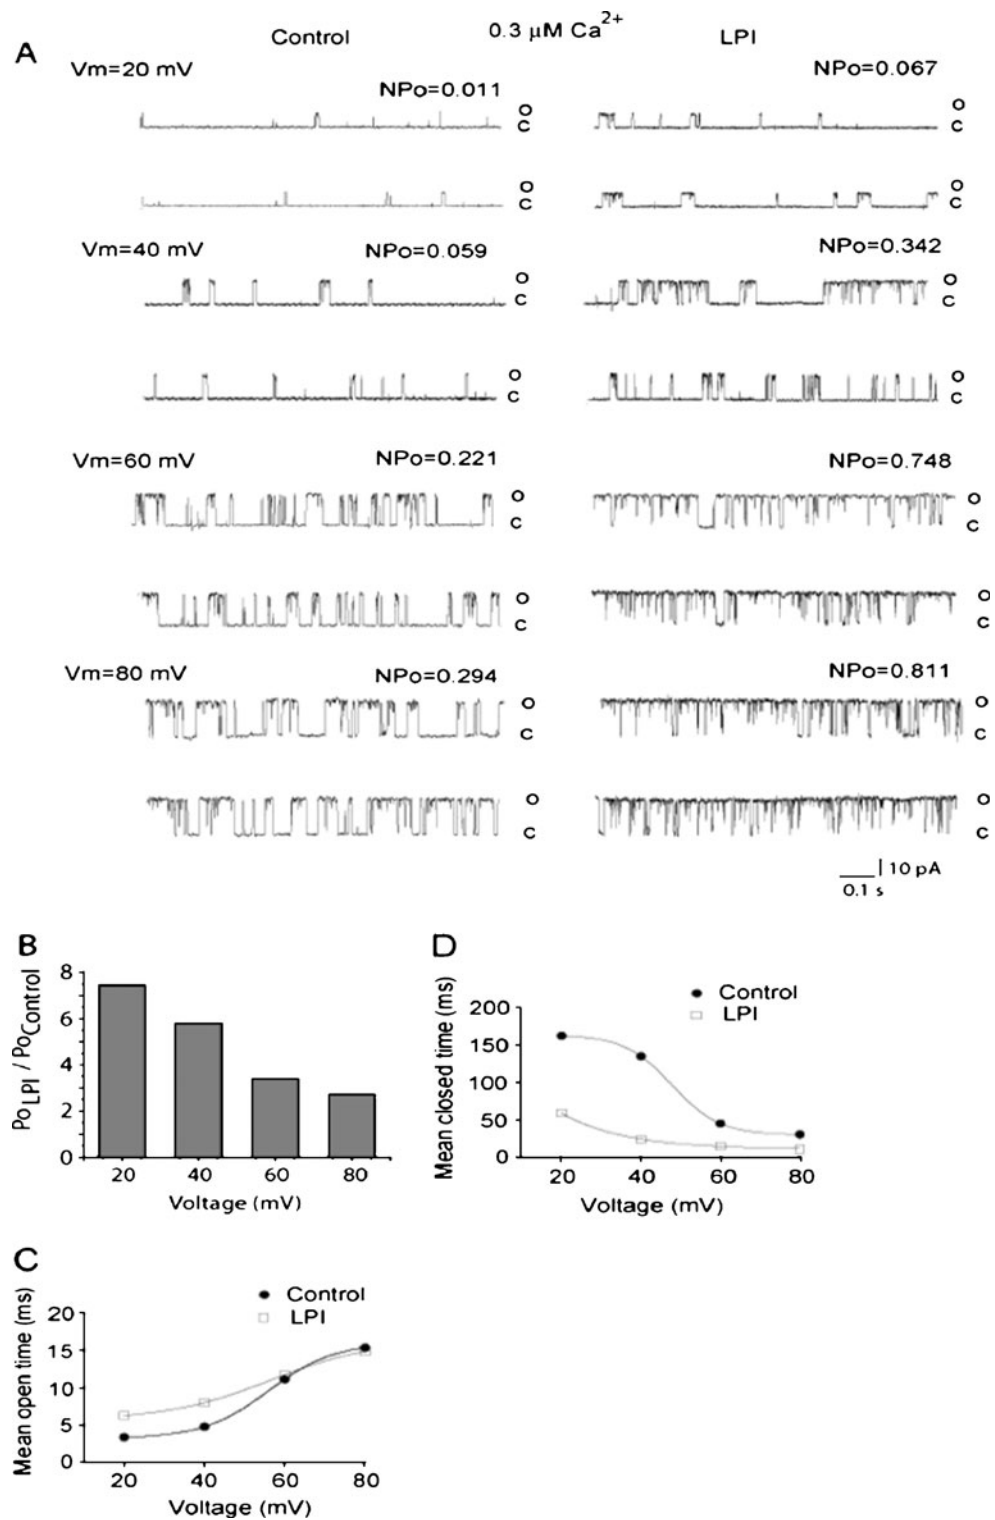 0.3 μM Ca2+
A
Control
LPI
Vm=20 mV
NPo=0.011
NPo=0.067
O
C
O
C
O
C
O
C
Vm=40 mV
NPo=0.059
NPo=0.342
O
C
O
C
O
C
O
C
Vm=60 mV
NPo=0.221
NPo=0.748
O
C
O
C
O
C
O
C
Vm=80 mV
NPo=0.294
NPo=0.811
O
C
O
C
O
C
O
C
10 pA
0.1 s
B
PoLPI / PoControl
8
6
4
2
0
20 40 60 80
Voltage (mV)
D
Mean closed time (ms)
Control
LPI
200
150
100
50
0
20 40 60 80
Voltage (mV)
C
Mean open time (ms)
Control
LPI
20
15
10
5
0
20 40 60 80
Voltage (mV)